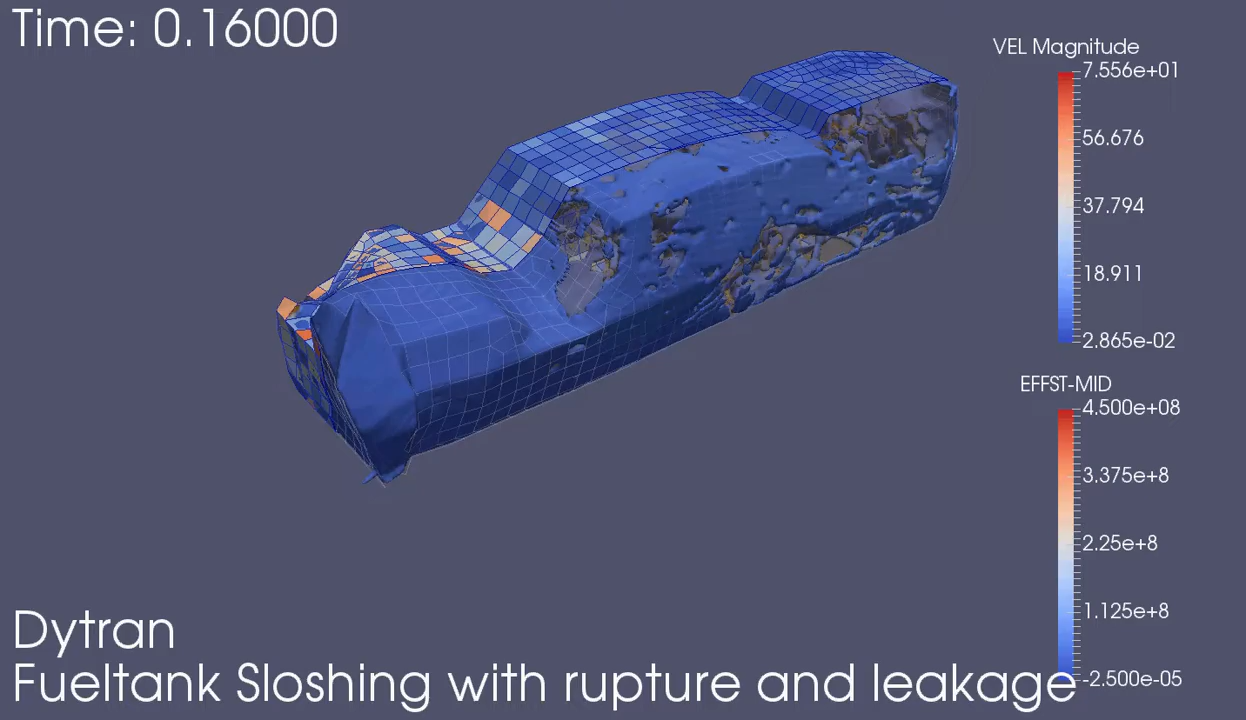 Time: 0.16000
VEL Magnitude
7.556e+01
56.676
37.794
18.911
2.865e-02
EFFST-MID
4.500e+08
3.375e+8
2.25e+8
1.125e+8
-2.500e-05
Dytran
Fueltank Sloshing with rupture and leakage